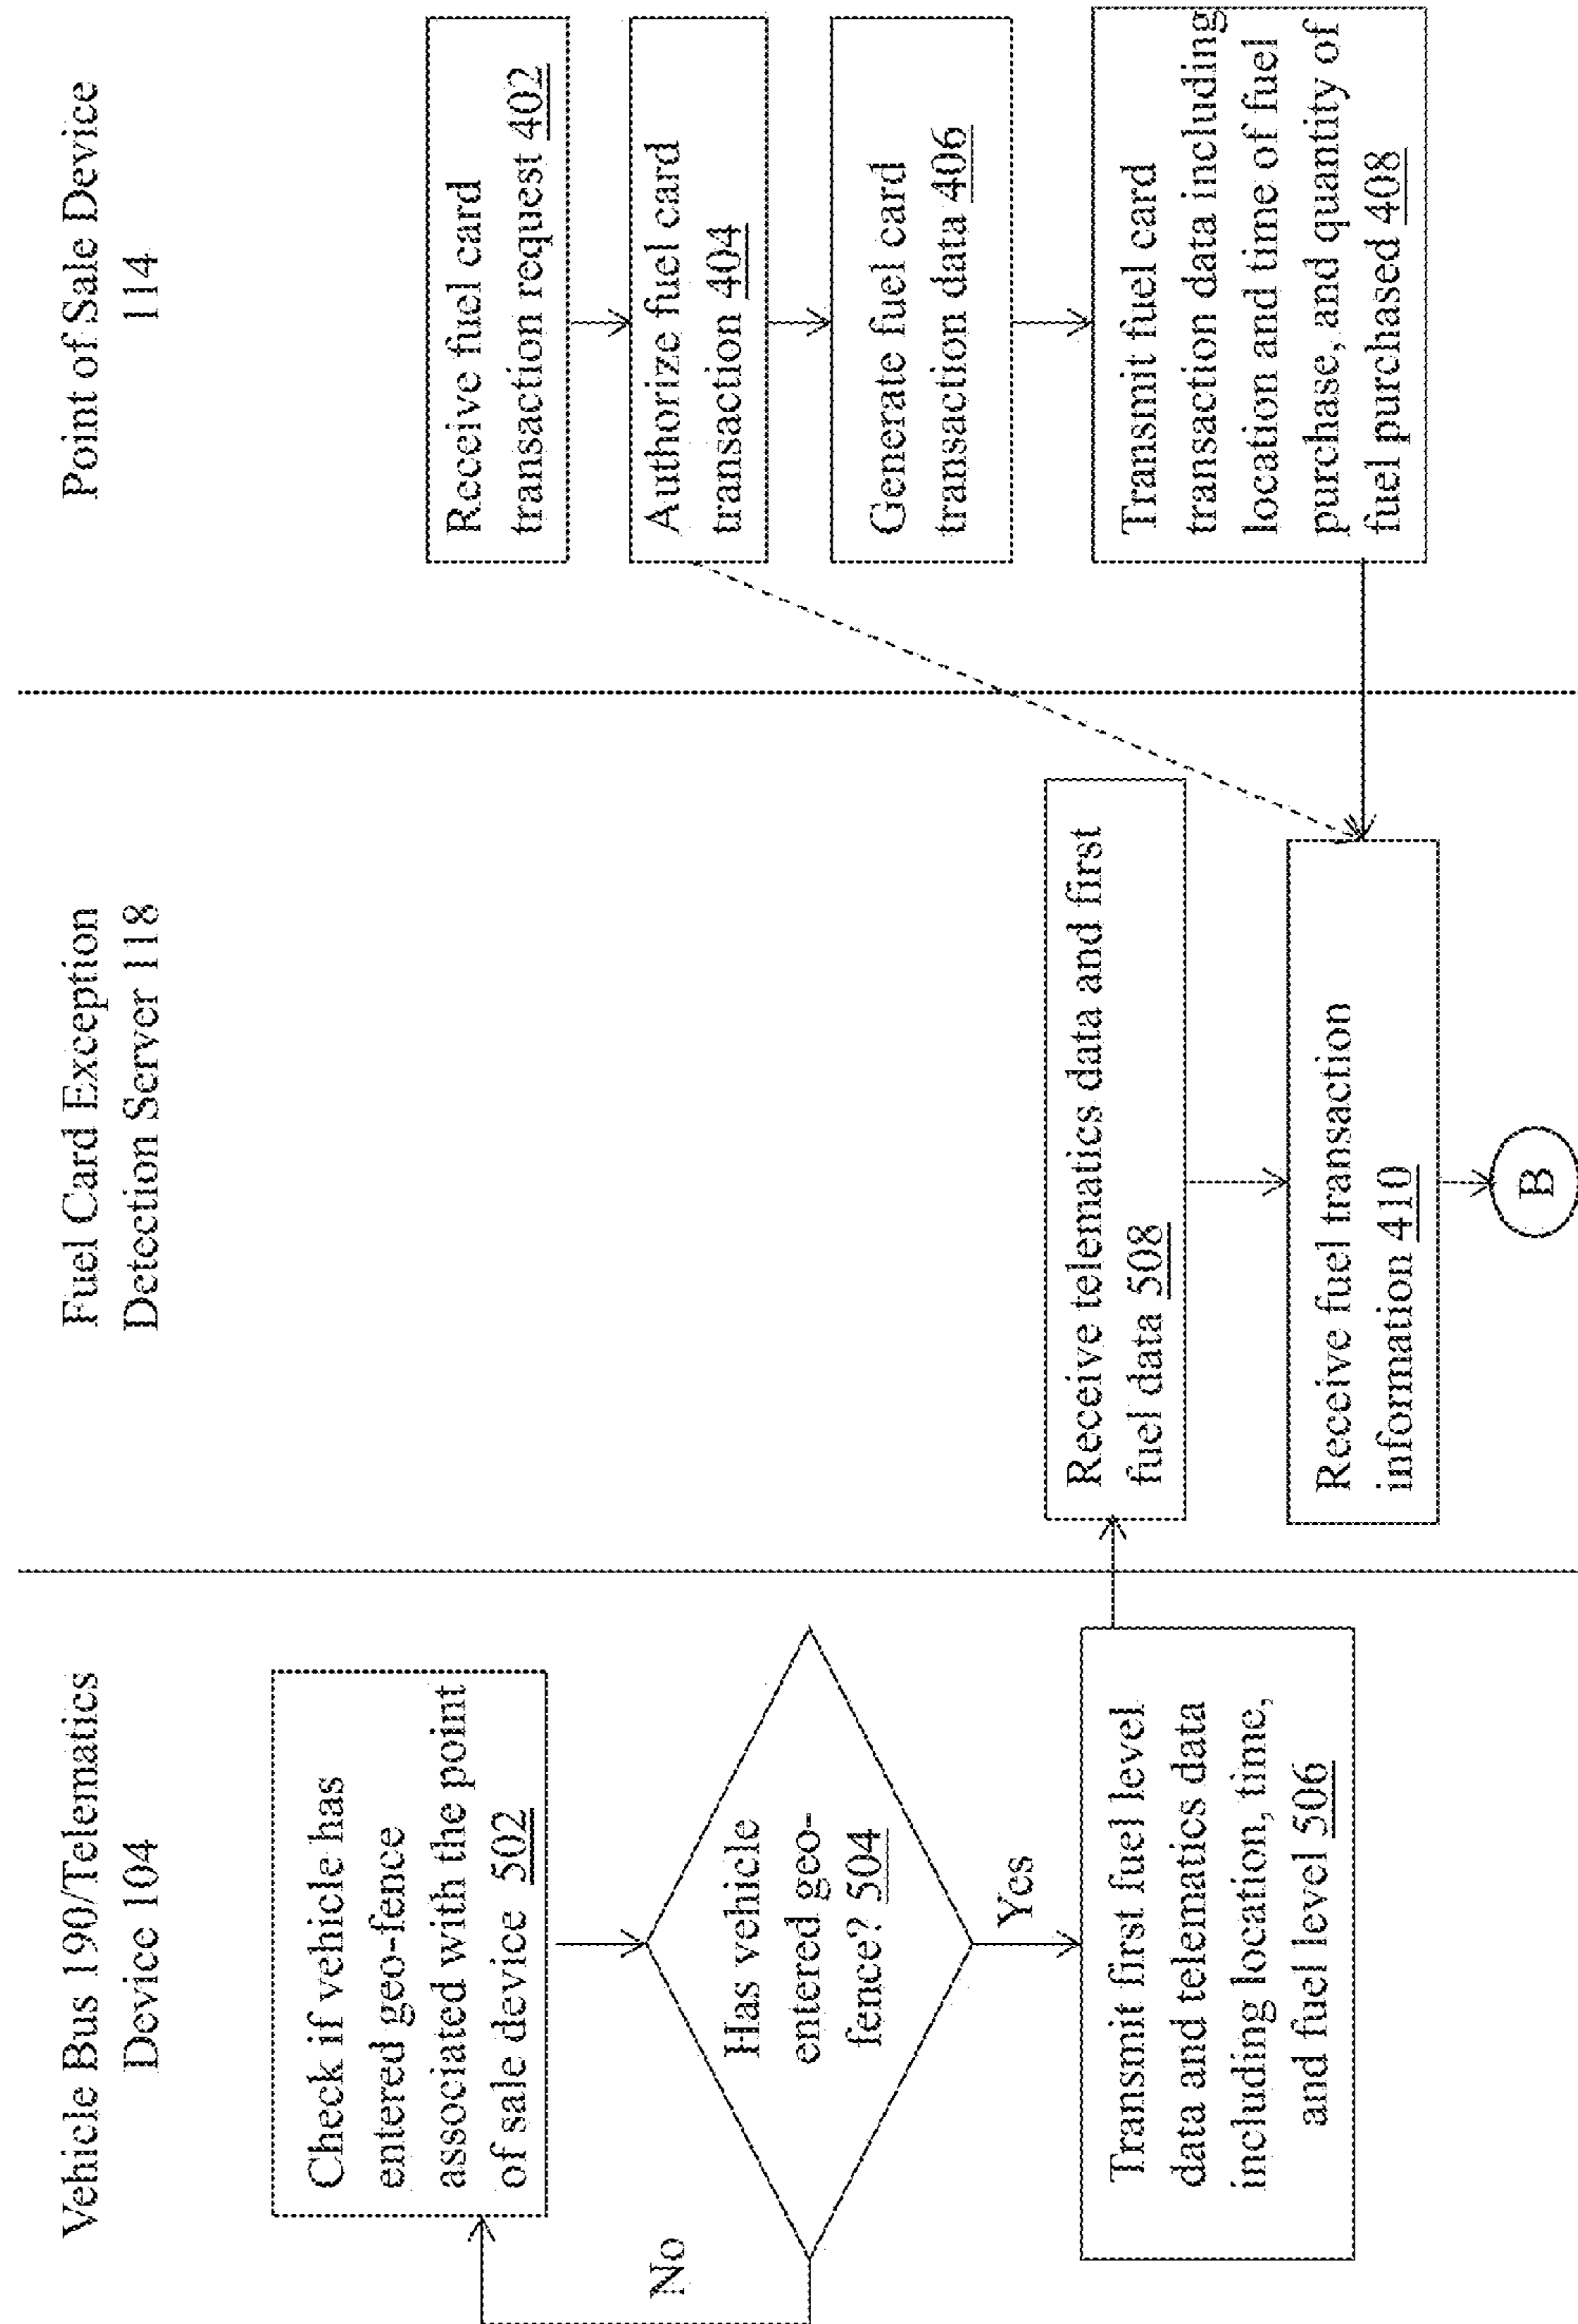 Vehicle Bus 190/Telematics
Device 104
Check if vehicle has
entered geo-fence
associated with the point
of sale device 502
Has vehicle
entered geo-
fence? 504
No
Yes
Transmit first fuel level
data and telematics data
including location, time,
and fuel level 506
Fuel Card Exception
Detection Server 118
Receive telematics data and first
fuel data 508
Receive fuel transaction
information 410
B
Point of Sale Device
114
Receive fuel card
transaction request 402
Authorize fuel card
transaction 404
Generate fuel card
transaction data 406
Transmit fuel card
transaction data including
location and time of fuel
purchase, and quantity of
fuel purchased 408